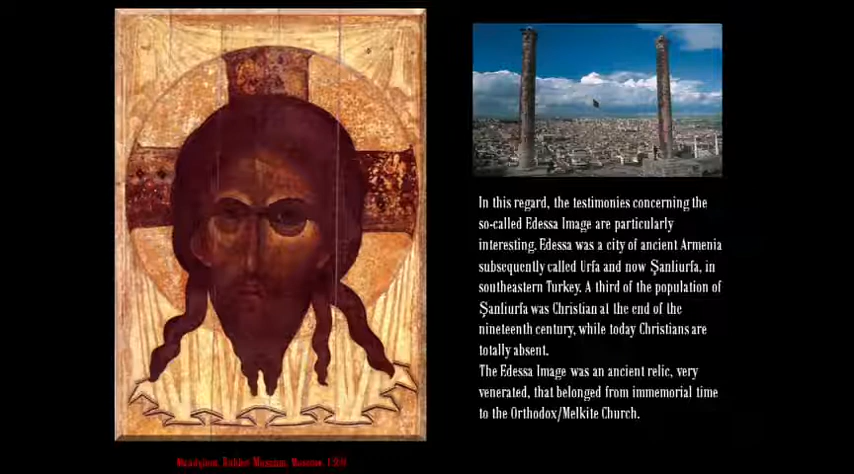 In this regard, the testimonies concerning the
so-called Edessa Image are particularly
interesting. Edessa was a city of ancient Armenia
subsequently called Urfa and now Şanliurfa, in
southeastern Turkey. A third of the population of
Şanliurfa was Christian at the end of the
nineteenth century, while today Christians are
totally absent.
The Edessa Image was an ancient relic, very
venerated, that belonged from immemorial time
to the Orthodox/Melkite Church.